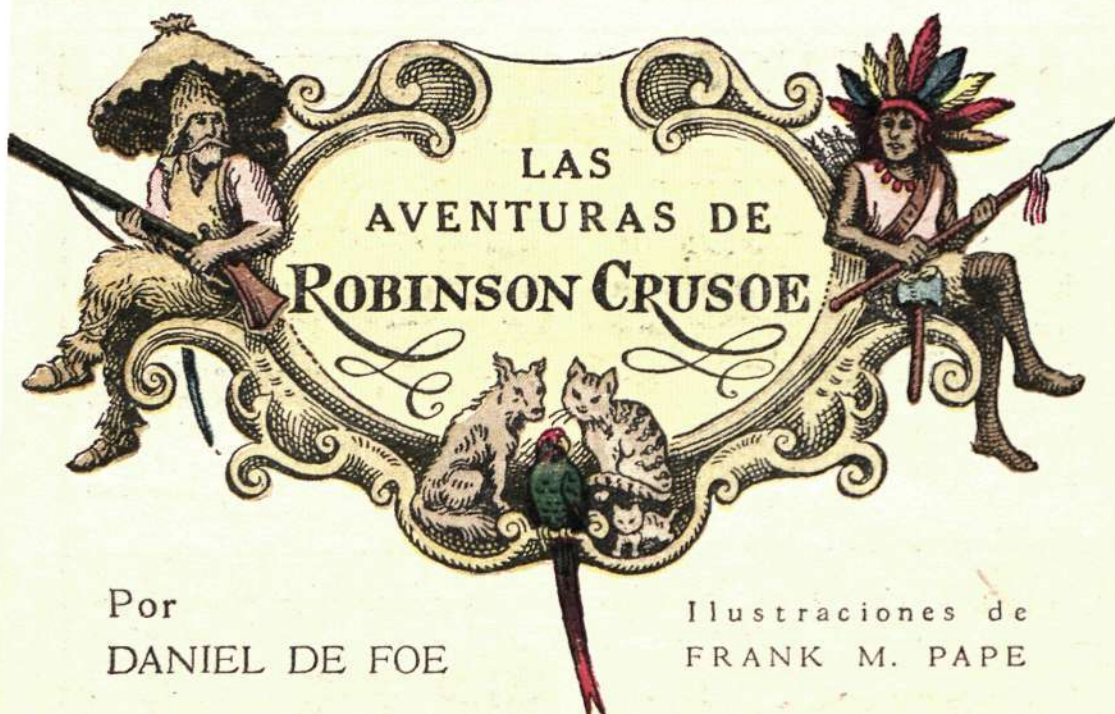 LAS
AVENTURAS DE
ROBINSON CRUSOE
Por
DANIEL DE FOE
Ilustraciones de
FRANK M. PAPE